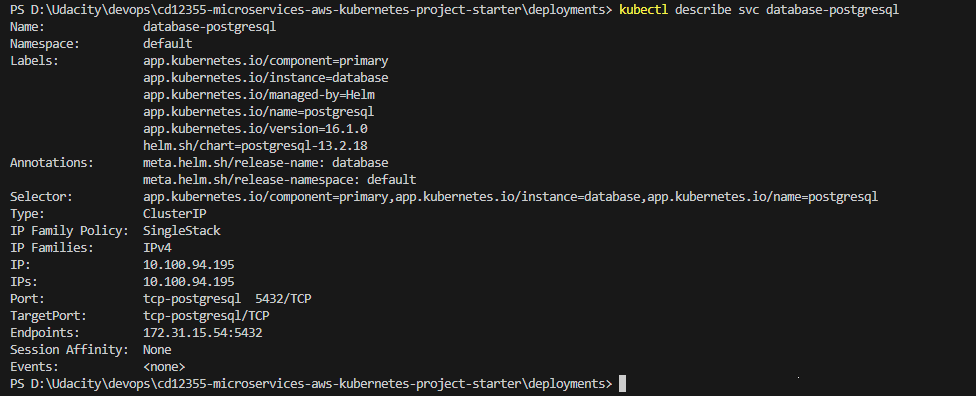 PS D:\Udacity\devops\cd12355-microservices-aws-kubernetes-project-starter\deployments> kubectl describe svc database-postgresql
Name:              database-postgresql
Namespace:         default
Labels:            app.kubernetes.io/component=primary
                   app.kubernetes.io/instance=database
                   app.kubernetes.io/managed-by=Helm
                   app.kubernetes.io/name=postgresql
                   app.kubernetes.io/version=16.1.0
                   helm.sh/chart=postgresql-13.2.18
Annotations:       meta.helm.sh/release-name: database
                   meta.helm.sh/release-namespace: default
Selector:          app.kubernetes.io/component=primary,app.kubernetes.io/instance=database,app.kubernetes.io/name=postgresql
Type:              ClusterIP
IP Family Policy:  SingleStack
IP Families:       IPv4
IP:                10.100.94.195
IPs:               10.100.94.195
Port:              tcp-postgresql  5432/TCP
TargetPort:        tcp-postgresql/TCP
Endpoints:         172.31.15.54:5432
Session Affinity:  None
Events:            <none>
PS D:\Udacity\devops\cd12355-microservices-aws-kubernetes-project-starter\deployments>